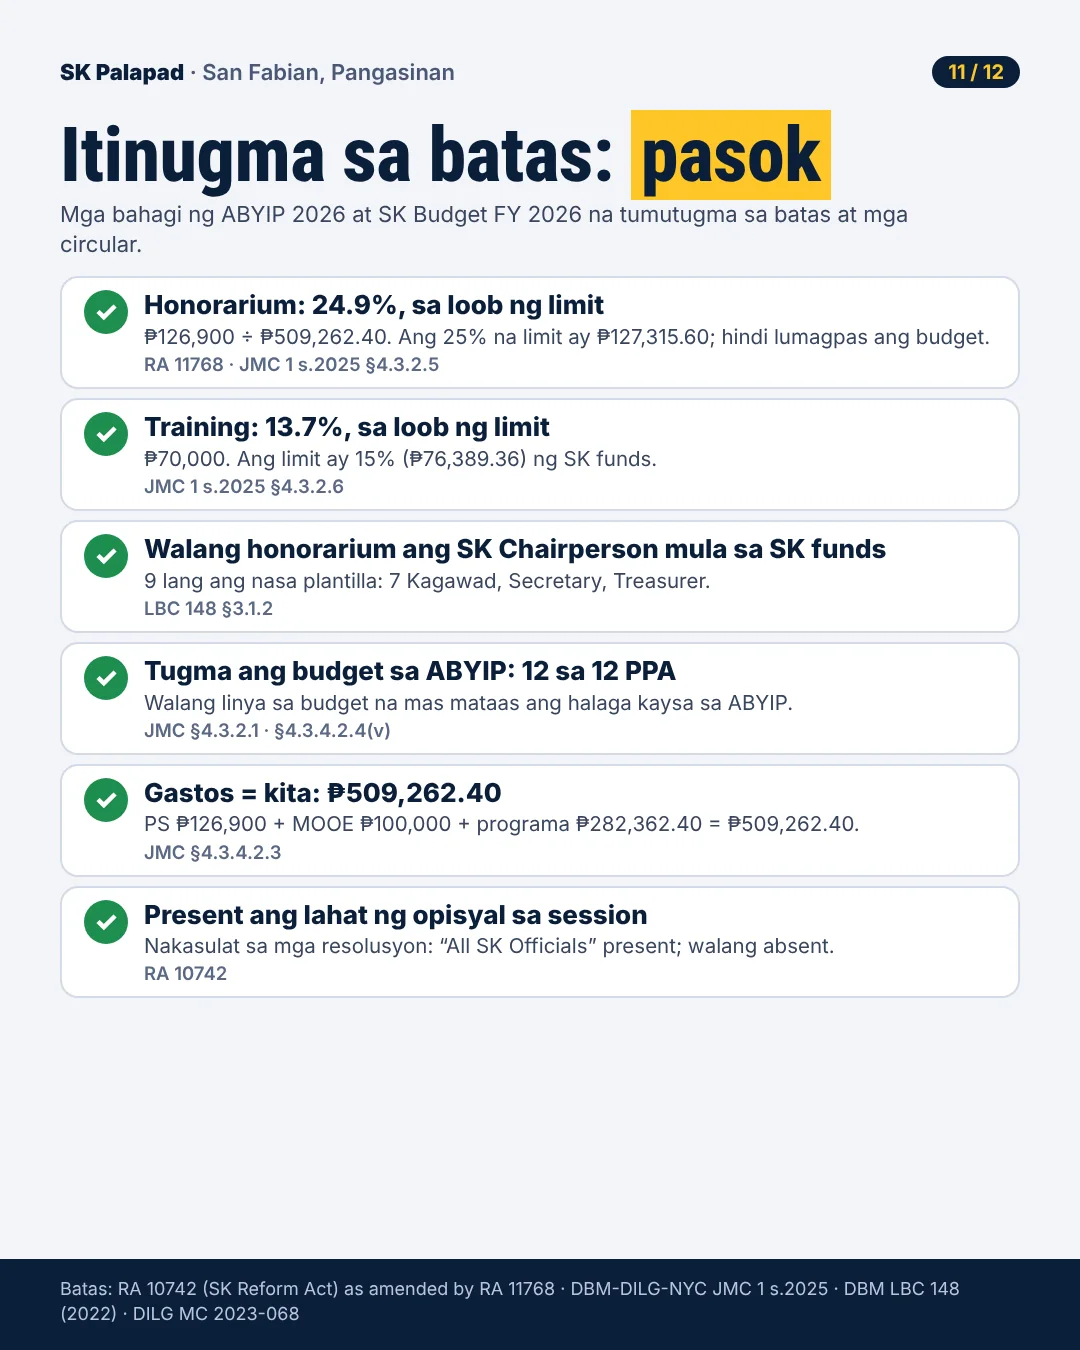 SK Palapad · San Fabian, Pangasinan
11 / 12
Itinugma sa batas: pasok
Mga bahagi ng ABYIP 2026 at SK Budget FY 2026 na tumutugma sa batas at mga
circular.
Honorarium: 24.9%, sa loob ng limit
₱126,900 ÷ ₱509,262.40. Ang 25% na limit ay ₱127,315.60; hindi lumagpas ang budget.
RA 11768 · JMC 1 s.2025 §4.3.2.5
Training: 13.7%, sa loob ng limit
₱70,000. Ang limit ay 15% (₱76,389.36) ng SK funds.
JMC 1 s.2025 §4.3.2.6
Walang honorarium ang SK Chairperson mula sa SK funds
9 lang ang nasa plantilla: 7 Kagawad, Secretary, Treasurer.
LBC 148 §3.1.2
Tugma ang budget sa ABYIP: 12 sa 12 PPA
Walang linya sa budget na mas mataas ang halaga kaysa sa ABYIP.
JMC §4.3.2.1 · §4.3.4.2.4(v)
Gastos = kita: ₱509,262.40
PS ₱126,900 + MOOE ₱100,000 + programa ₱282,362.40 = ₱509,262.40.
JMC §4.3.4.2.3
Present ang lahat ng opisyal sa session
Nakasulat sa mga resolusyon: “All SK Officials” present; walang absent.
RA 10742
Batas: RA 10742 (SK Reform Act) as amended by RA 11768 · DBM-DILG-NYC JMC 1 s.2025 · DBM LBC 148
(2022) · DILG MC 2023-068